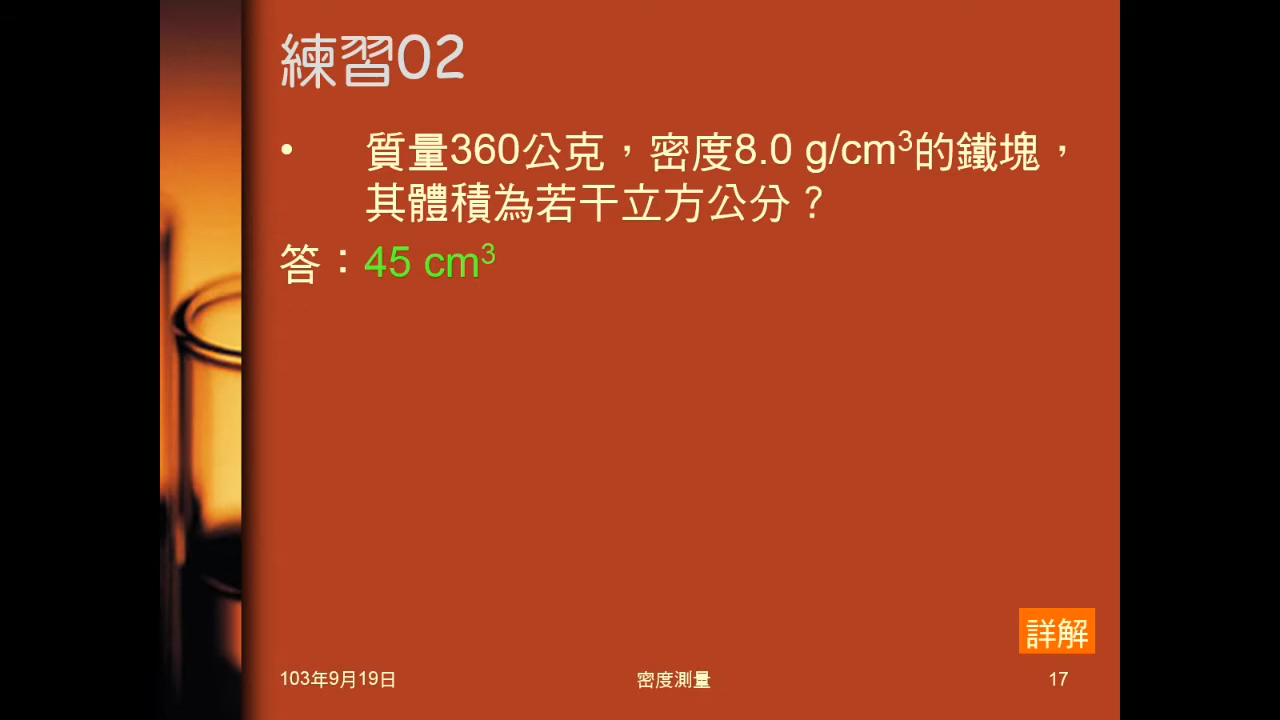 練習02
• 質量360公克，密度8.0 g/cm³的鐵塊，
其體積為若干立方公分？
答：45 cm³
詳解
103年9月19日 密度測量 17